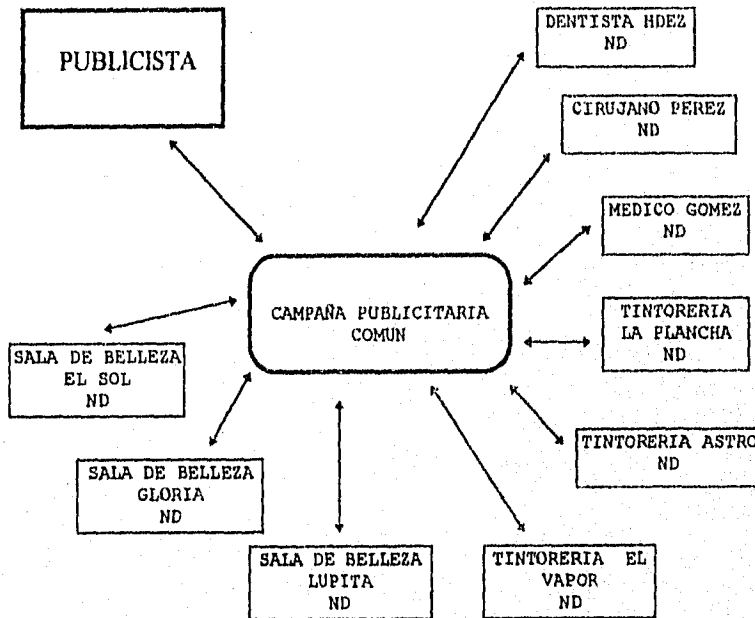 PUBLICISTA
DENTISTA HDEZ
ND
CIRUJANO PEREZ
ND
MEDICO GOMEZ
ND
TINTORERIA
LA PLANCHA
ND
CAMPAÑA PUBLICITARIA
COMUN
SALA DE BELLEZA
EL SOL
ND
TINTORERIA ASTRO
ND
SALA DE BELLEZA
GLORIA
ND
SALA DE BELLEZA
LUPITA
ND
TINTORERIA EL
VAPOR
ND